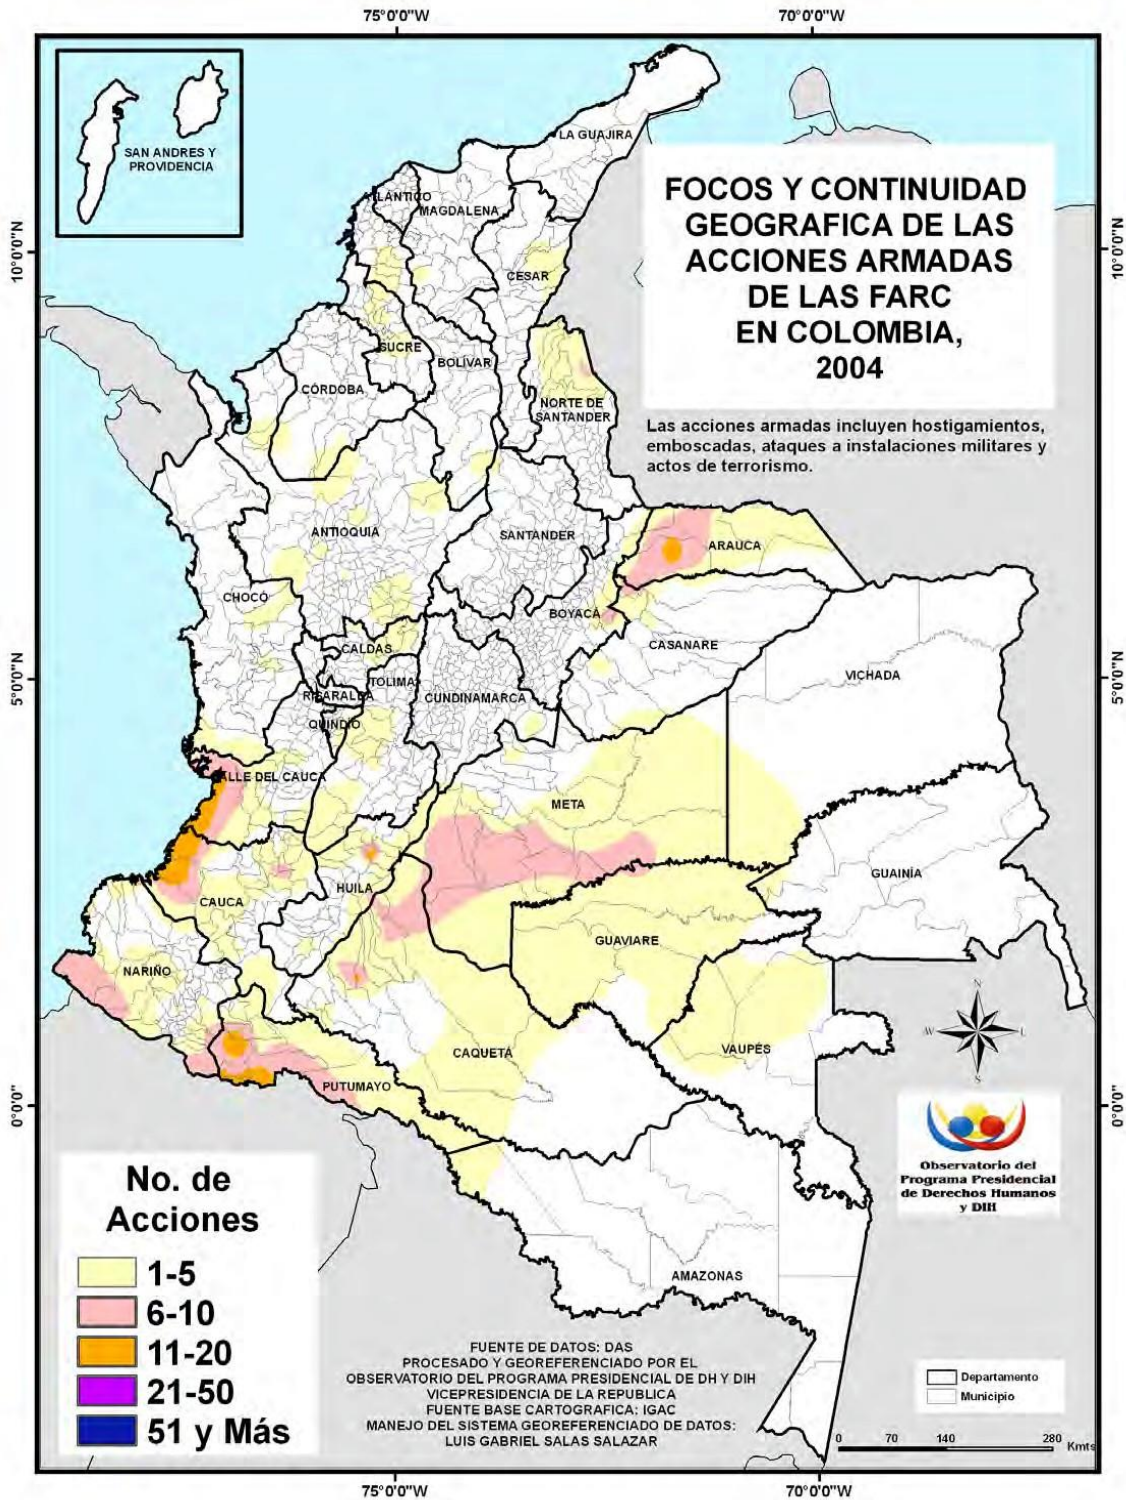 75°0'0"W
70°0'0"W
SAN ANDRES Y
PROVIDENCIA
LA GUAJIRA
ATLÁNTICO
MAGDALENA
FOCOS Y CONTINUIDAD
GEOGRAFICA DE LAS
ACCIONES ARMADAS
DE LAS FARC
EN COLOMBIA,
2004
10°0'0"N
10°0'0"N
CESAR
SUCRE
BOLÍVAR
CÓRDOBA
NORTE DE
SANTANDER
Las acciones armadas incluyen hostigamientos,
emboscadas, ataques a instalaciones militares y
actos de terrorismo.
ANTIOQUIA
SANTANDER
ARAUCA
CHOCÓ
BOYACÁ
CALDAS
CASANARE
VICHADA
TOLIMA
RISARALDA
CUNDINAMARCA
QUINDIO
5°0'0"N
5°0'0"N
ALLE DEL CAUCA
META
GUAINÍA
HUILA
CAUCA
GUAVIARE
NARIÑO
N
W
L
S
CAQUETÁ
VAUPÉS
PUTUMAYO
0°0'0"
0°0'0"
Observatorio del
Programa Presidencial
de Derechos Humanos
y DIH
No. de
Acciones
1-5
6-10
11-20
21-50
51 y Más
AMAZONAS
FUENTE DE DATOS: DAS
PROCESADO Y GEOREFERENCIADO POR EL
OBSERVATORIO DEL PROGRAMA PRESIDENCIAL DE DH Y DIH
VICEPRESIDENCIA DE LA REPUBLICA
FUENTE BASE CARTOGRAFICA: IGAC
MANEJO DEL SISTEMA GEOREFERENCIADO DE DATOS:
LUIS GABRIEL SALAS SALAZAR
Departamento
Municipio
0 70 140 280
Kmts
75°0'0"W
70°0'0"W